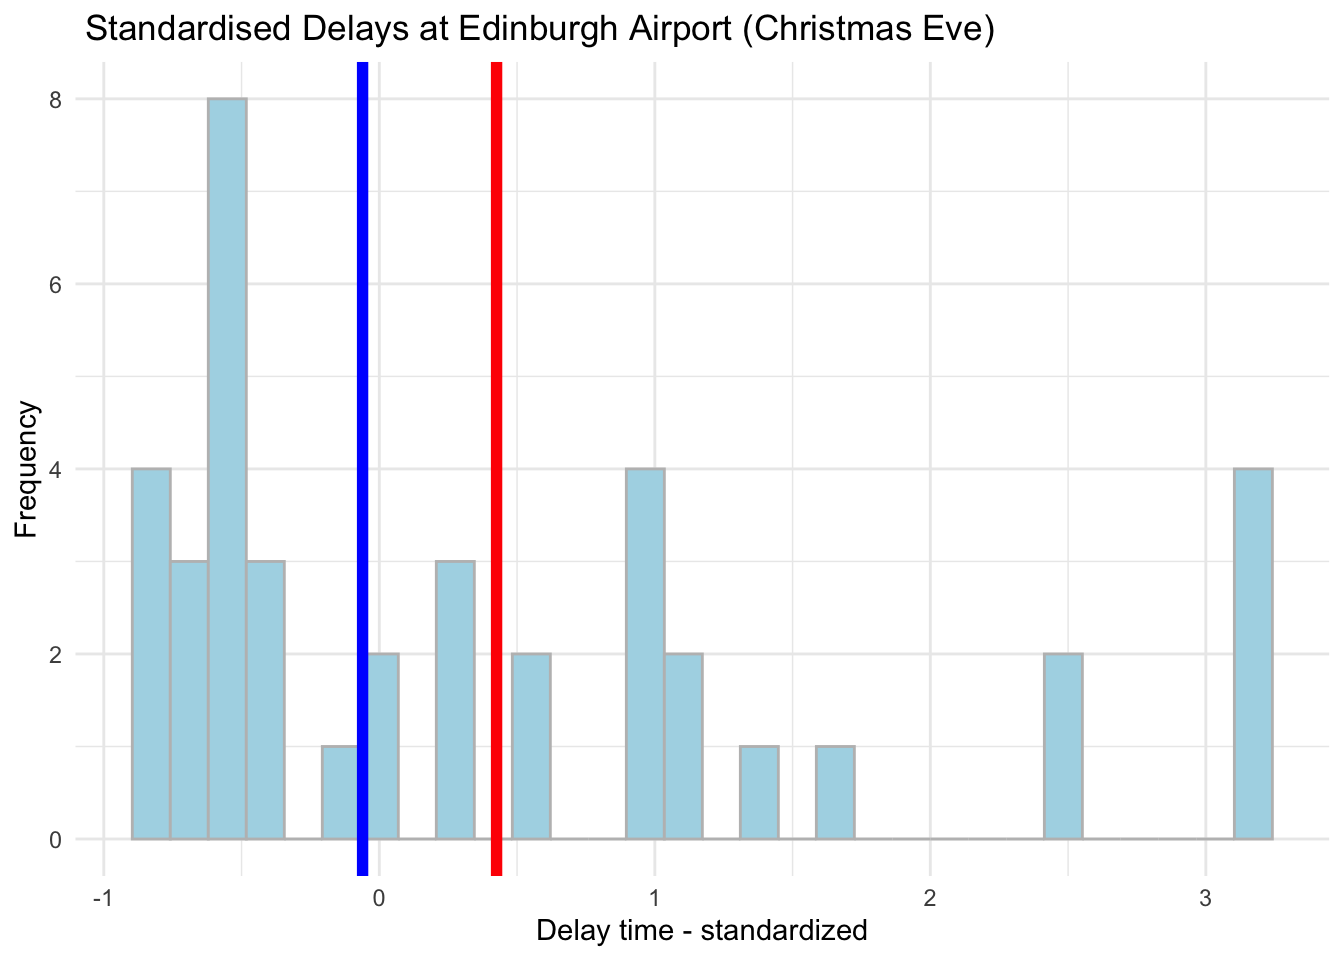 Standardised Delays at Edinburgh Airport (Christmas Eve)
8
6
4
2
0
Frequency
-1 0 1 2 3
Delay time - standardized